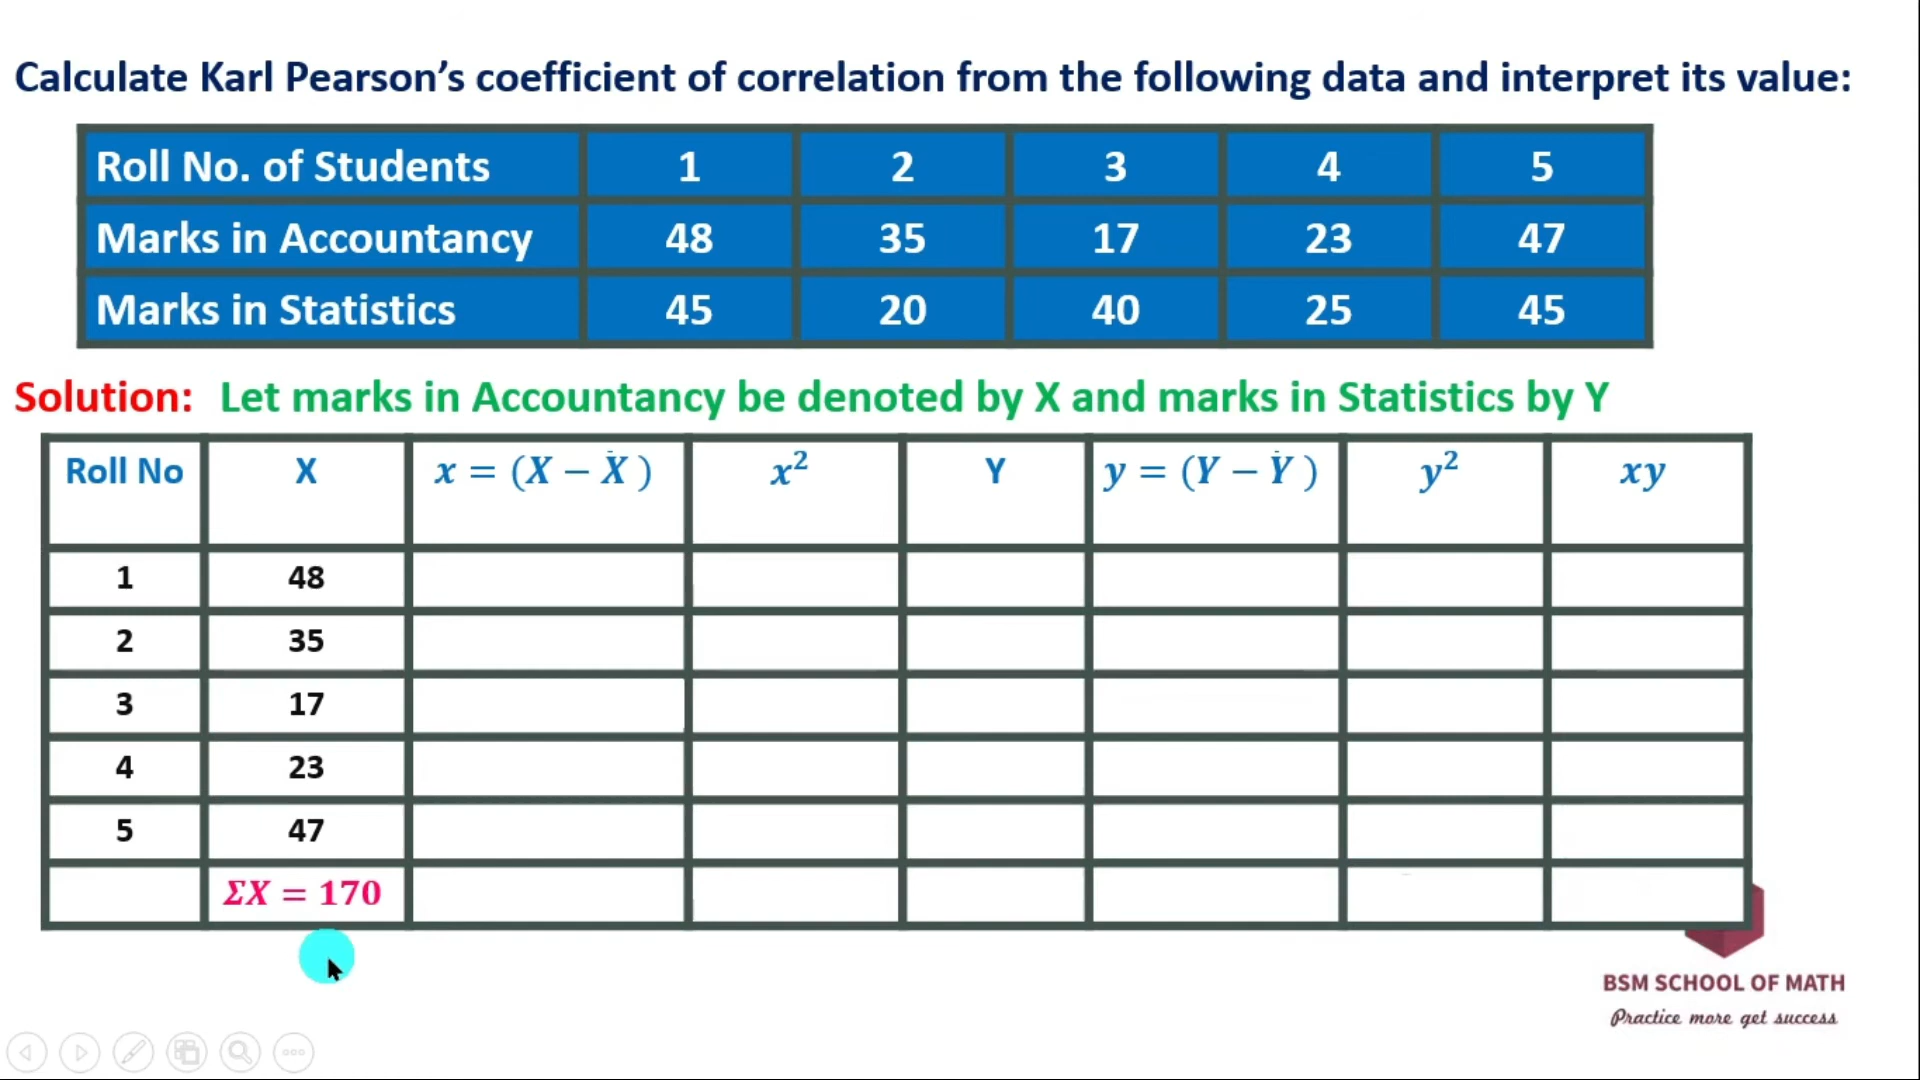 Calculate Karl Pearson’s coefficient of correlation from the following data and interpret its value:
Roll No. of Students 1 2 3 4 5
Marks in Accountancy 48 35 17 23 47
Marks in Statistics 45 20 40 25 45
Solution: Let marks in Accountancy be denoted by X and marks in Statistics by Y
Roll No X x = (X − Ẋ ) x² Y y = (Y − Ẏ ) y² xy
1 48
2 35
3 17
4 23
5 47
ΣX = 170
BSM SCHOOL OF MATH
Practice more get success